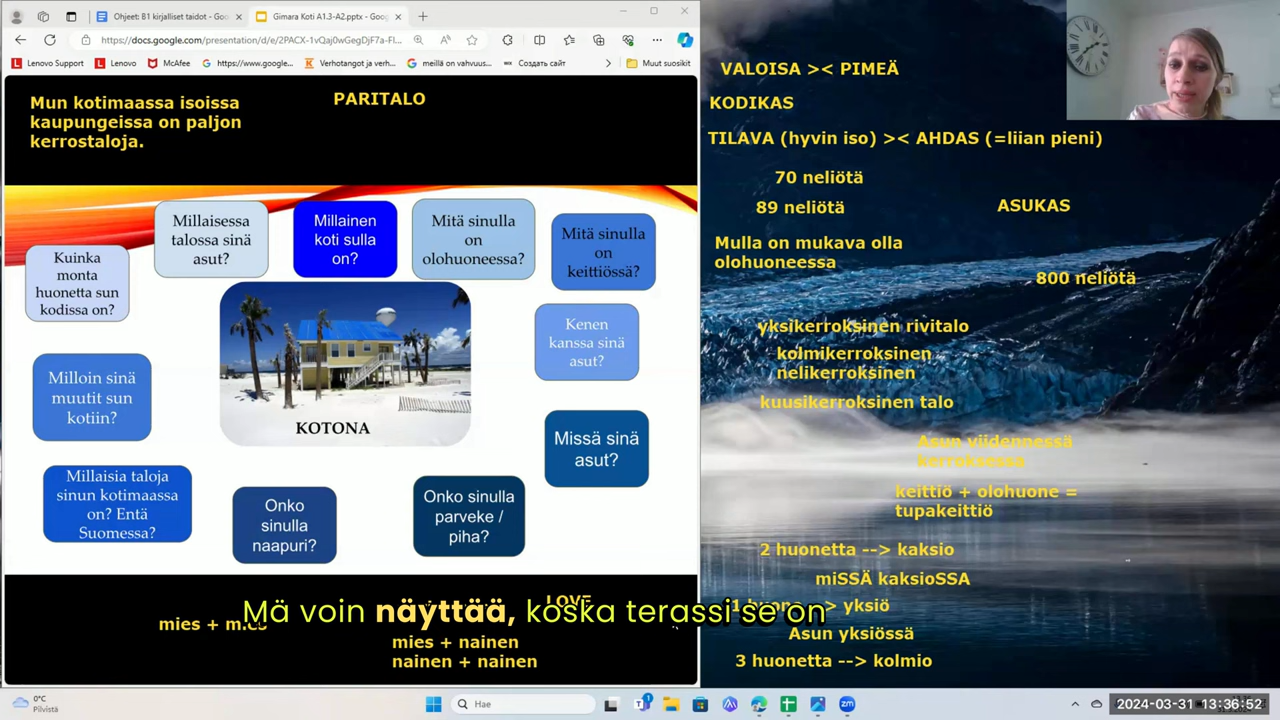 Ohjeet: B1 kirjalliset taidot - Goo
Gimara Koti A1.3-A2.pptx - Goo
https://docs.google.com/presentation/d/e/2PACX-1vQaj0wGegDjF7a-FI...
Lenovo Support
Lenovo
McAfee
https://www.google...
Verhotangot ja verh...
meillä on vahvuus...
Создать сайт
Muut suosikit
Mun kotimaassa isoissa
kaupungeissa on paljon
kerrostaloja.
PARITALO
Millaisessa
talossa sinä
asut?
Millainen
koti sulla
on?
Mitä sinulla
on
olohuoneessa?
Mitä sinulla
on
keittiössä?
Kuinka
monta
huonetta sun
kodissa on?
Kenen
kanssa sinä
asut?
Milloin sinä
muutit sun
kotiin?
KOTONA
Missä sinä
asut?
Millaisia taloja
sinun kotimaassa
on? Entä
Suomessa?
Onko
sinulla
naapuri?
Onko sinulla
parveke /
piha?
LOVE
mies + mies
mies + nainen
nainen + nainen
VALOISA >< PIMEÄ
KODIKAS
TILAVA (hyvin iso) >< AHDAS (=liian pieni)
70 neliötä
89 neliötä
ASUKAS
Mulla on mukava olla
olohuoneessa
800 neliötä
yksikerroksinen rivitalo
kolmikerroksinen
nelikerroksinen
kuusikerroksinen talo
Asun viidennessä
kerroksessa
keittiö + olohuone =
tupakeittiö
2 huonetta --> kaksio
miSSÄ kaksioSSA
> yksiö
Asun yksiössä
3 huonetta --> kolmio
Mä voin näyttää, koska terassi se on
0°C
Pilvistä
Hae
2024-03-31 13:36:52